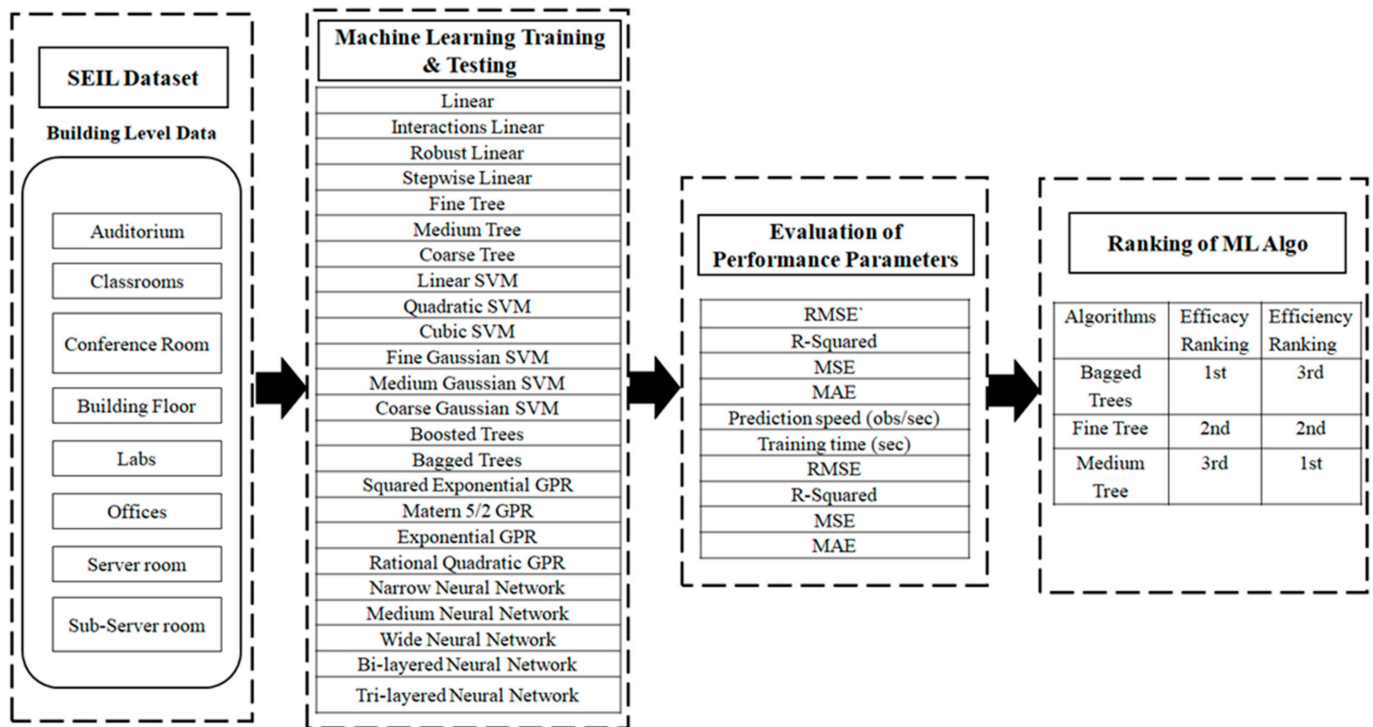 SEIL Dataset
Building Level Data
Auditorium
Classrooms
Conference Room
Building Floor
Labs
Offices
Server room
Sub-Server room
Machine Learning Training
& Testing
Linear
Interactions Linear
Robust Linear
Stepwise Linear
Fine Tree
Medium Tree
Coarse Tree
Linear SVM
Quadratic SVM
Cubic SVM
Fine Gaussian SVM
Medium Gaussian SVM
Coarse Gaussian SVM
Boosted Trees
Bagged Trees
Squared Exponential GPR
Matern 5/2 GPR
Exponential GPR
Rational Quadratic GPR
Narrow Neural Network
Medium Neural Network
Wide Neural Network
Bi-layered Neural Network
Tri-layered Neural Network
Evaluation of
Performance Parameters
RMSE`
R-Squared
MSE
MAE
Prediction speed (obs/sec)
Training time (sec)
RMSE
R-Squared
MSE
MAE
Ranking of ML Algo
Algorithms Efficacy Efficiency
Ranking Ranking
Bagged 1st 3rd
Trees
Fine Tree 2nd 2nd
Medium 3rd 1st
Tree